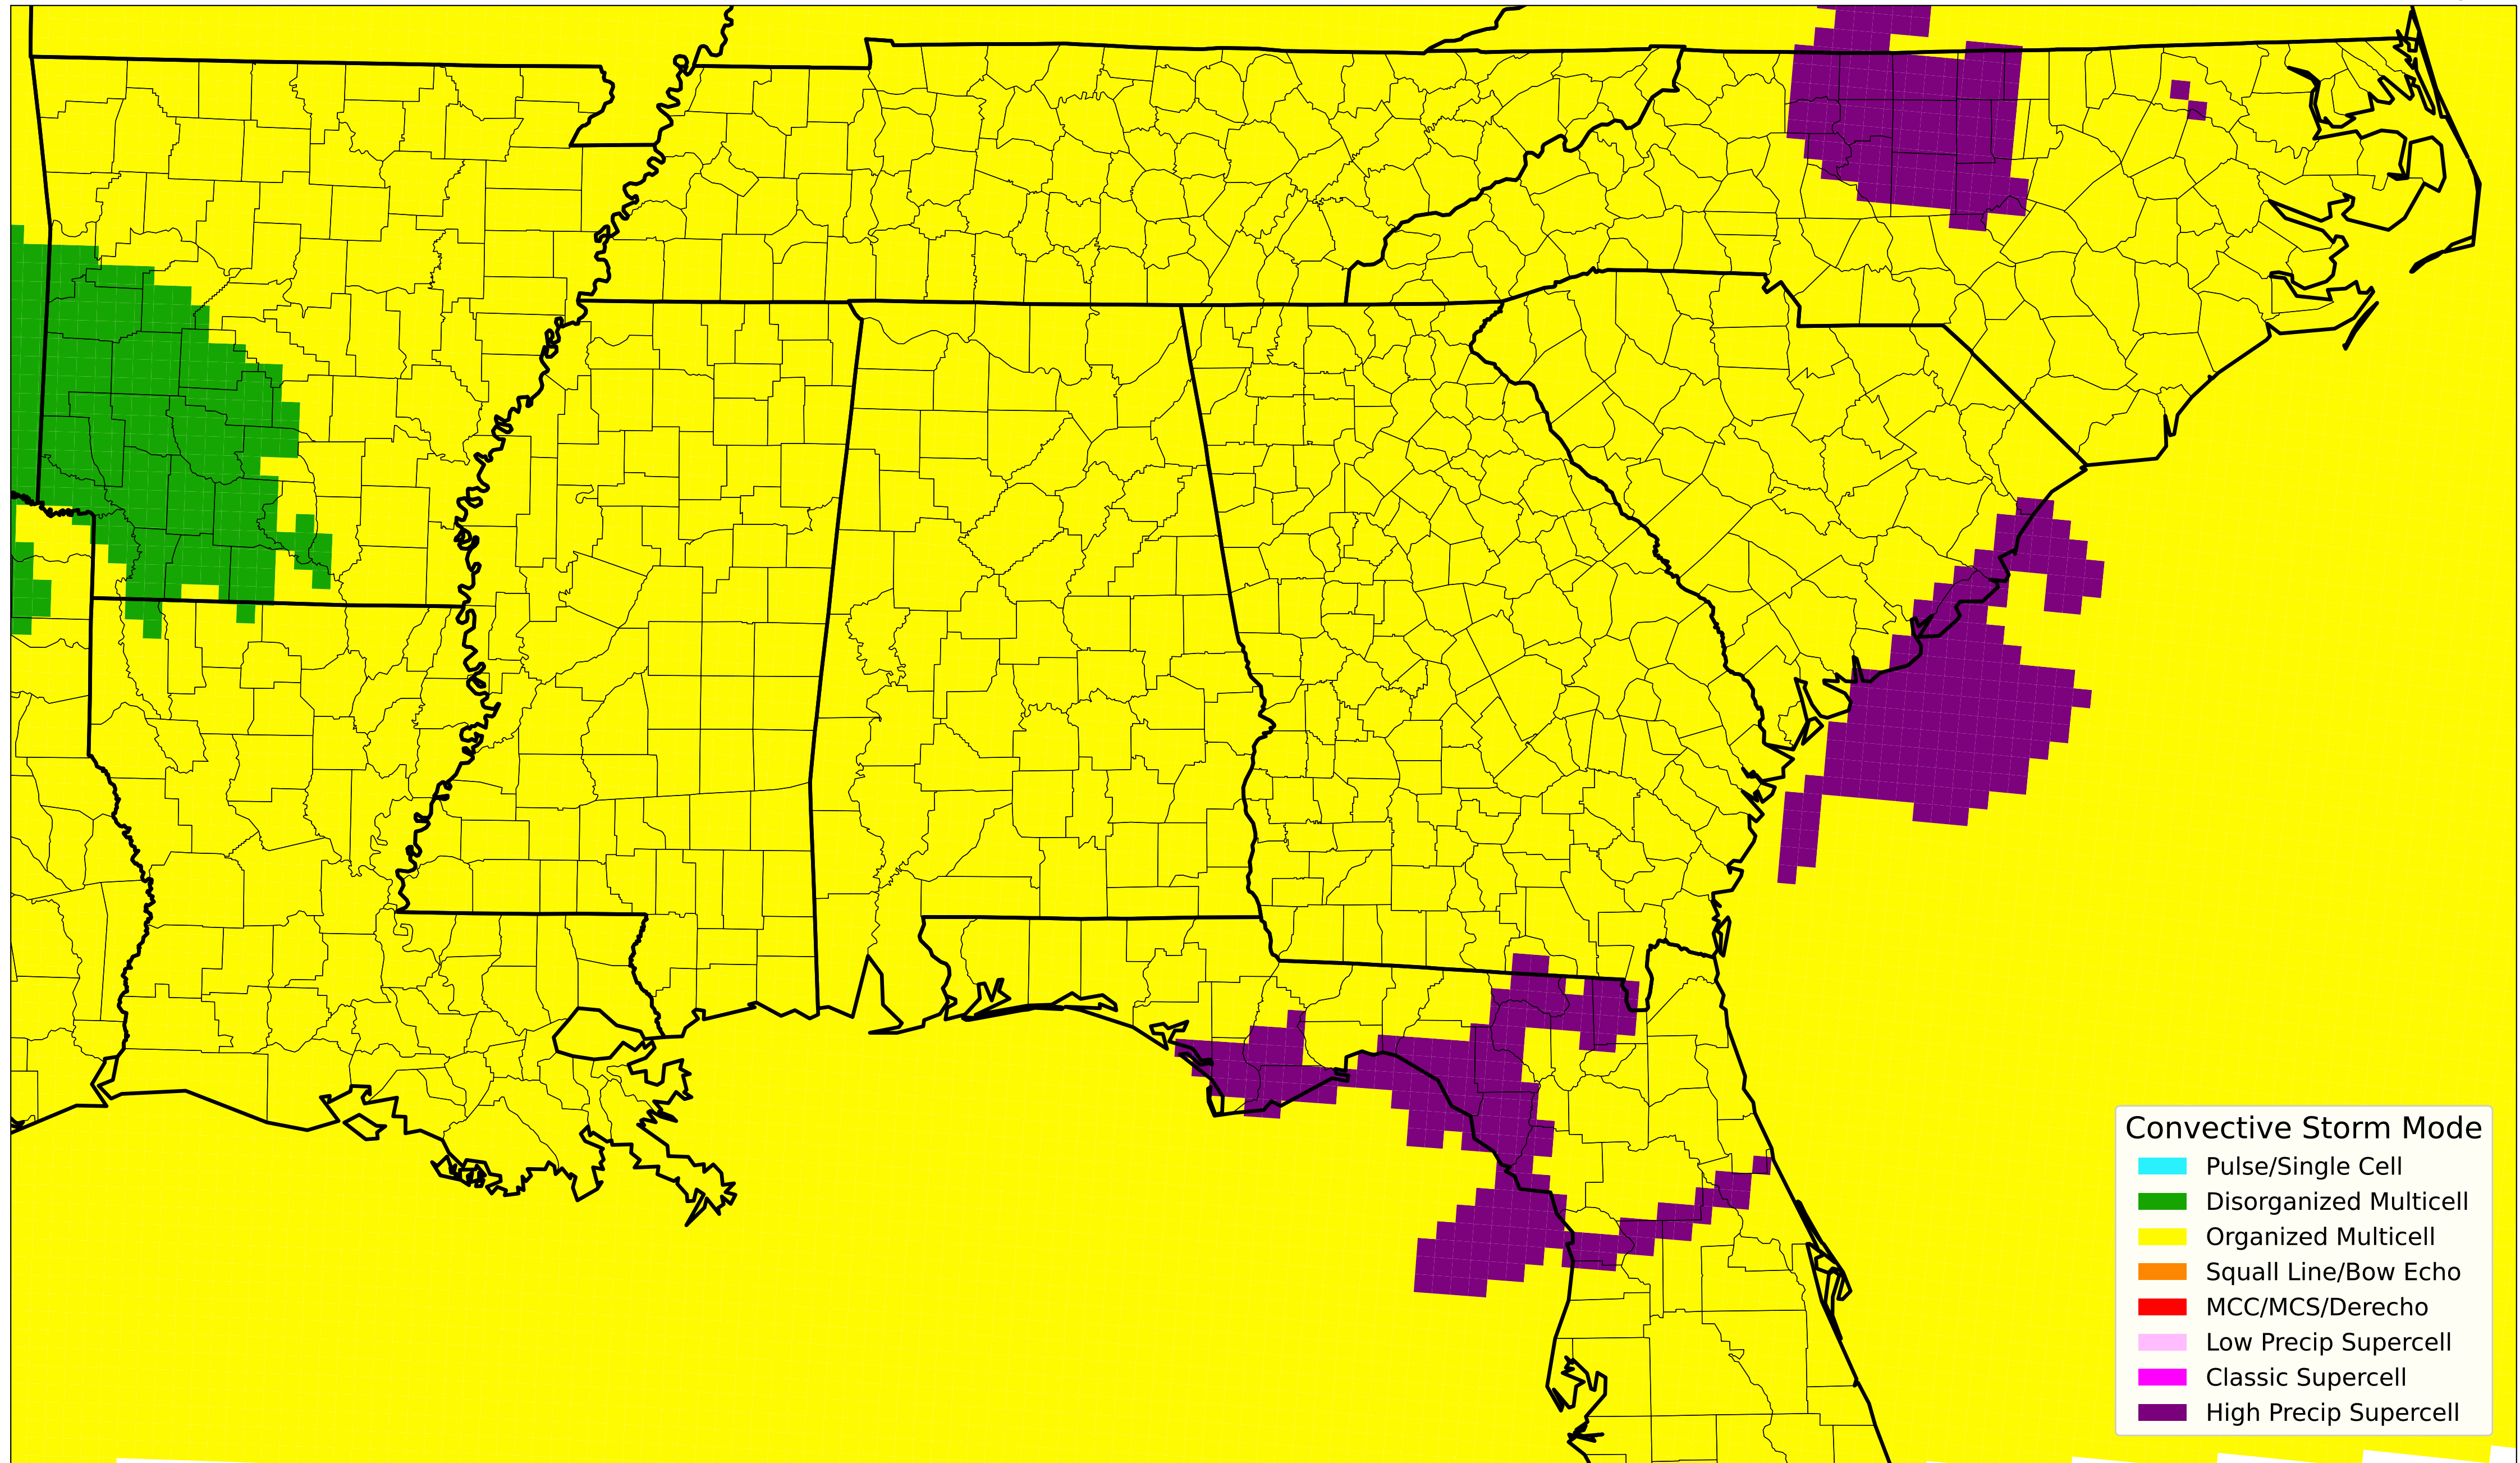 Convective Storm Mode
Pulse/Single Cell
Disorganized Multicell
Organized Multicell
Squall Line/Bow Echo
MCC/MCS/Derecho
Low Precip Supercell
Classic Supercell
High Precip Supercell